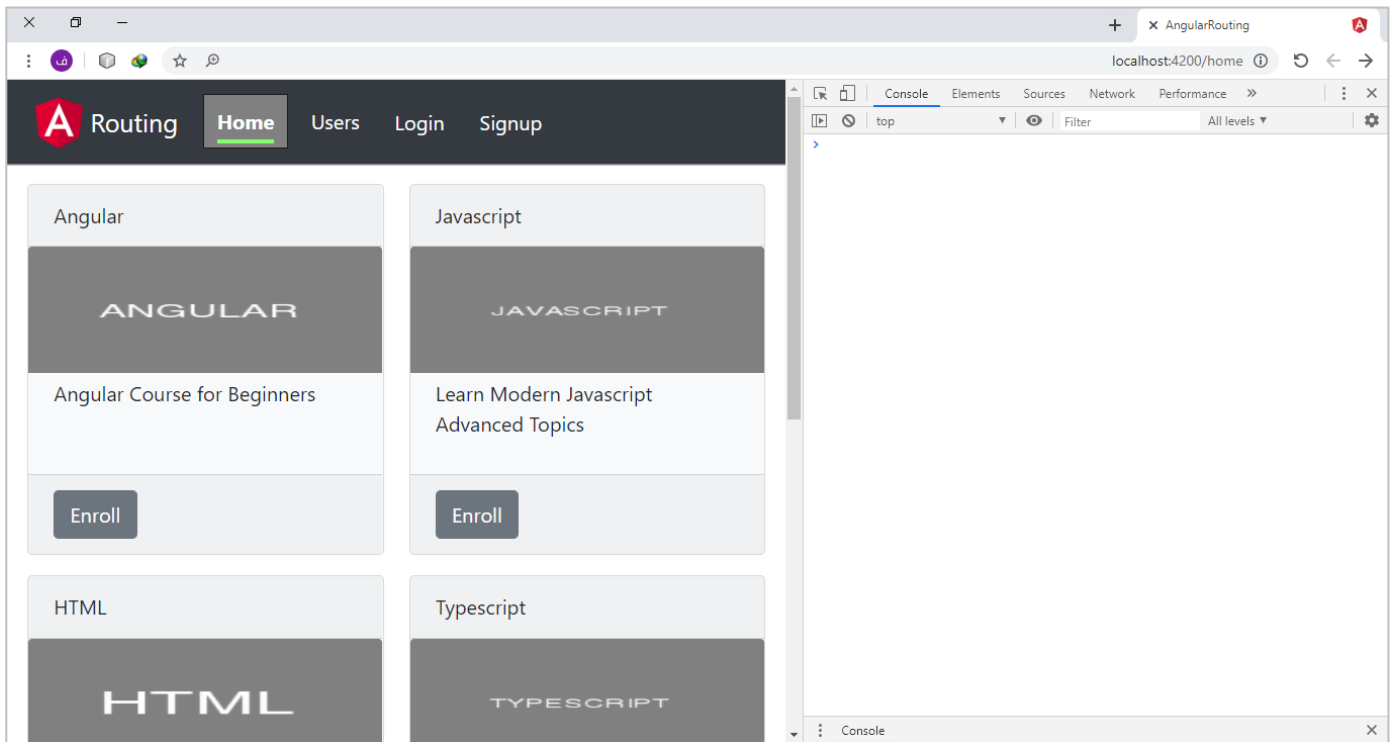 AngularRouting
localhost:4200/home
ف
Routing Home Users Login Signup
Angular
ANGULAR
Angular Course for Beginners
Enroll
Javascript
JAVASCRIPT
Learn Modern Javascript
Advanced Topics
Enroll
HTML
HTML
Typescript
TYPESCRIPT
Console Elements Sources Network Performance »
top Filter All levels
Console